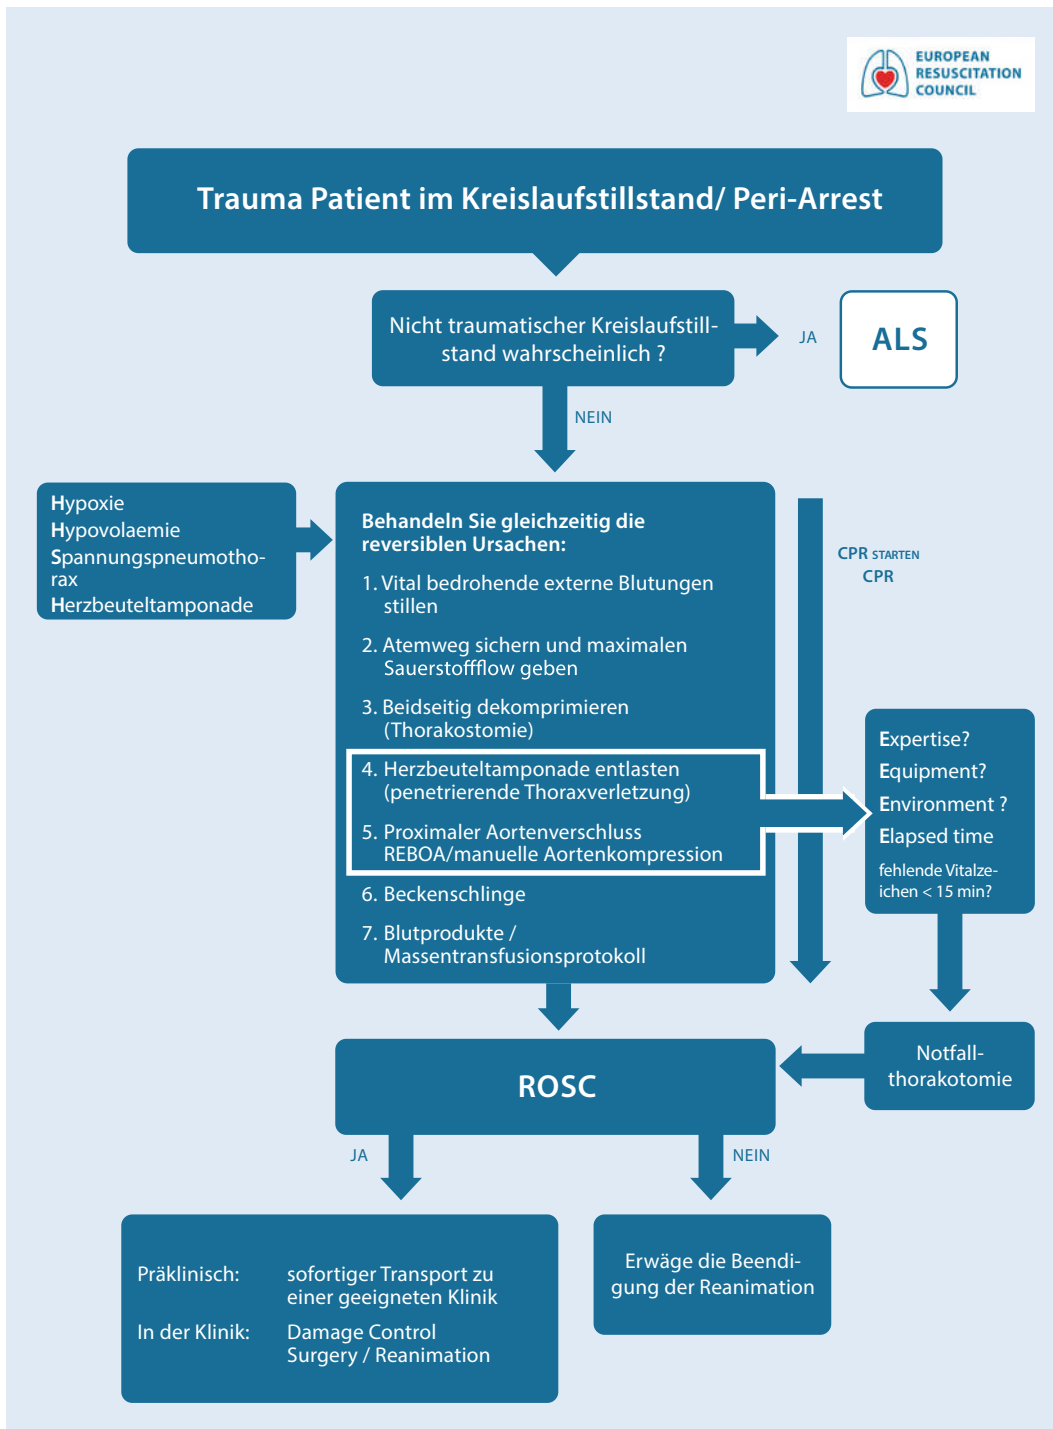 EUROPEAN
RESUSCITATION
COUNCIL
Trauma Patient im Kreislaufstillstand/ Peri-Arrest
Nicht traumatischer Kreislaufstill-
stand wahrscheinlich ?
JA
ALS
NEIN
Hypoxie
Hypovolaemie
Spannungspneumotho-
rax
Herzbeuteltamponade
Behandeln Sie gleichzeitig die
reversiblen Ursachen:
1. Vital bedrohende externe Blutungen
stillen
2. Atemweg sichern und maximalen
Sauerstoffflow geben
3. Beidseitig dekomprimieren
(Thorakostomie)
4. Herzbeuteltamponade entlasten
(penetrierende Thoraxverletzung)
5. Proximaler Aortenverschluss
REBOA/manuelle Aortenkompression
6. Beckenschlinge
7. Blutprodukte /
Massentransfusionsprotokoll
CPR STARTEN
CPR
Expertise?
Equipment?
Environment ?
Elapsed time
fehlende Vitalze-
ichen < 15 min?
Notfall-
thorakotomie
ROSC
JA
NEIN
Präklinisch: sofortiger Transport zu
einer geeigneten Klinik
In der Klinik: Damage Control
Surgery / Reanimation
Erwäge die Beendi-
gung der Reanimation